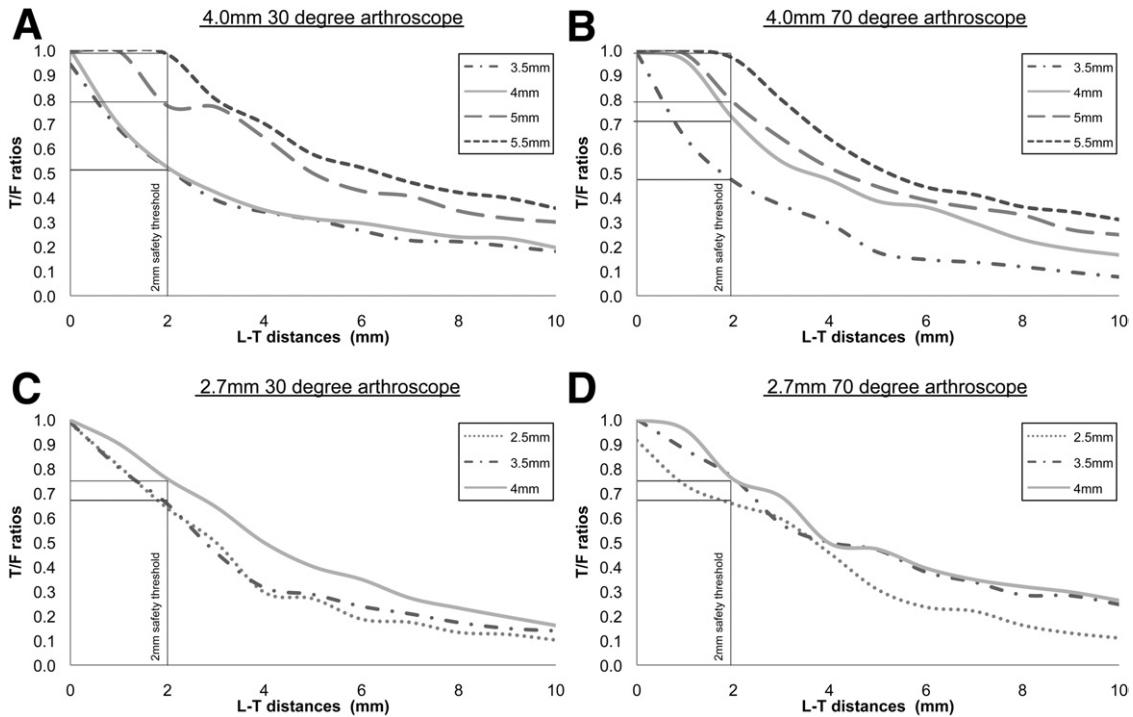 A
4.0mm 30 degree arthroscope
T/F ratios
1.0
0.9
0.8
0.7
0.6
0.5
0.4
0.3
0.2
0.1
0.0
2mm safety threshold
3.5mm
4mm
5mm
5.5mm
0 2 4 6 8 10
L-T distances (mm)
B
4.0mm 70 degree arthroscope
T/F ratios
1.0
0.9
0.8
0.7
0.6
0.5
0.4
0.3
0.2
0.1
0.0
2mm safety threshold
3.5mm
4mm
5mm
5.5mm
0 2 4 6 8 10
L-T distances (mm)
C
2.7mm 30 degree arthroscope
T/F ratios
1.0
0.9
0.8
0.7
0.6
0.5
0.4
0.3
0.2
0.1
0.0
2mm safety threshold
2.5mm
3.5mm
4mm
0 2 4 6 8 10
L-T distances (mm)
D
2.7mm 70 degree arthroscope
T/F ratios
1.0
0.9
0.8
0.7
0.6
0.5
0.4
0.3
0.2
0.1
0.0
2mm safety threshold
2.5mm
3.5mm
4mm
0 2 4 6 8 10
L-T distances (mm)